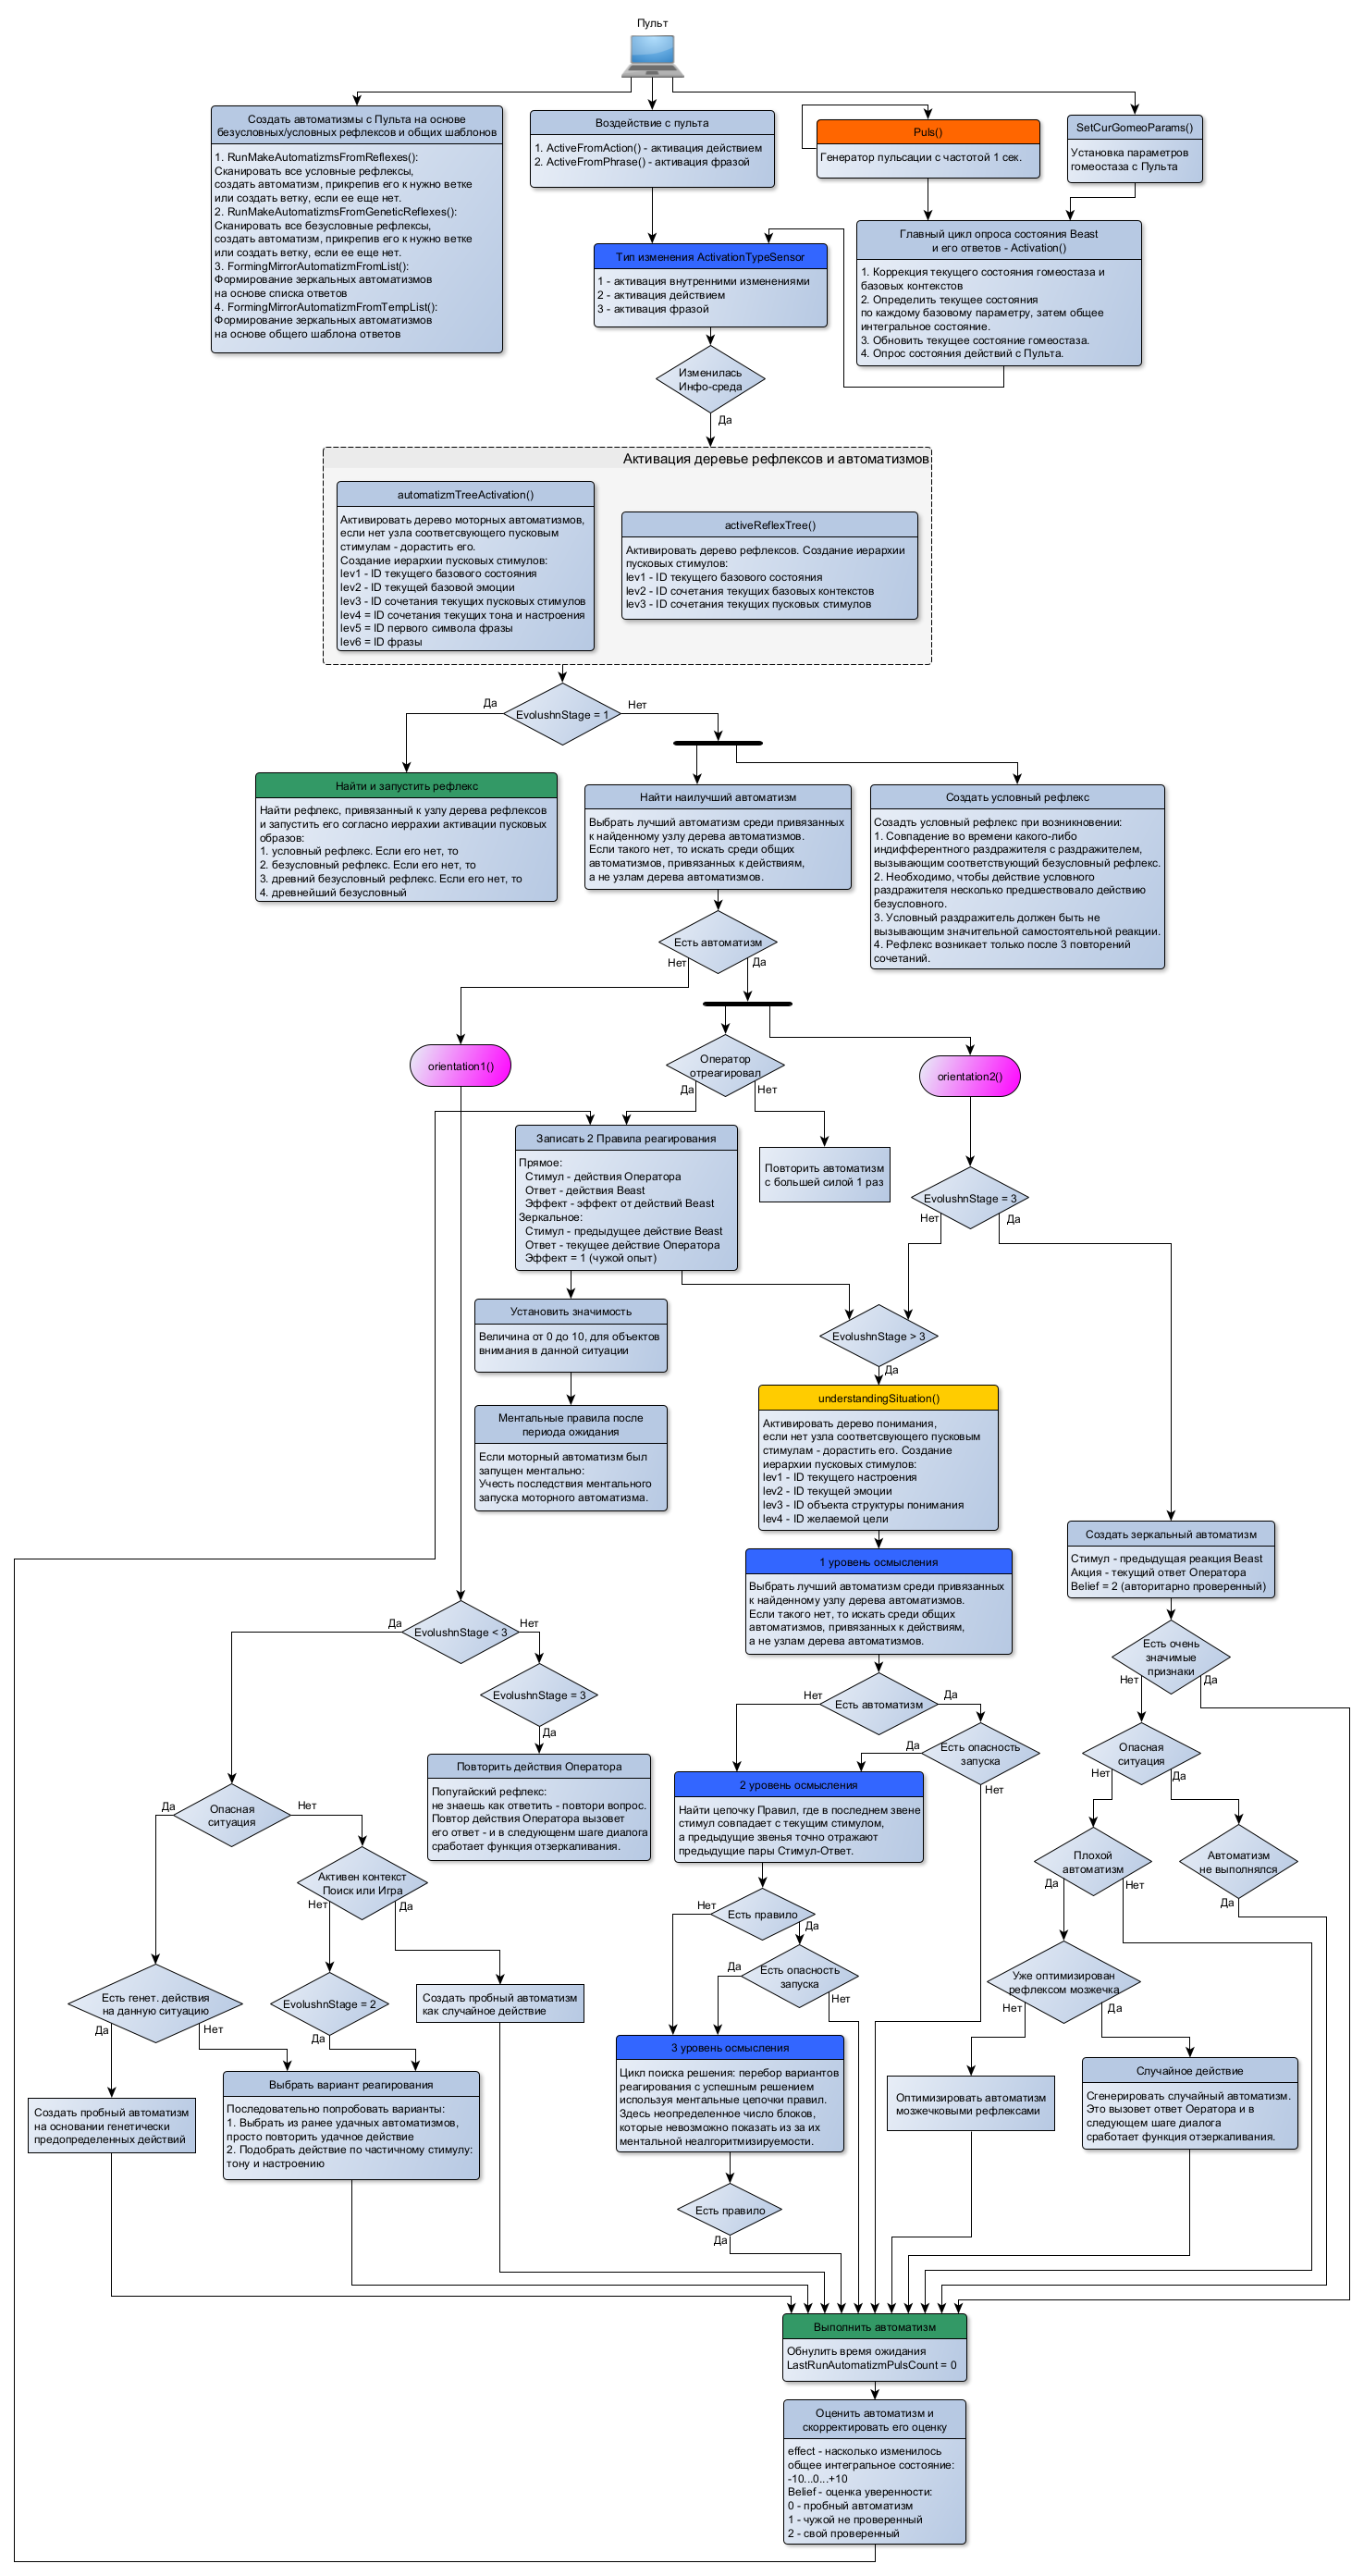 Пульт
Создать автоматизмы с Пульта на основе
безусловных/условных рефлексов и общих шаблонов
1. RunMakeAutomatizmsFromReflexes():
Сканировать все условные рефлексы,
создать автоматизм, прикрепив его к нужно ветке
или создать ветку, если ее еще нет.
2. RunMakeAutomatizmsFromGeneticReflexes():
Сканировать все безусловные рефлексы,
создать автоматизм, прикрепив его к нужно ветке
или создать ветку, если ее еще нет.
3. FormingMirrorAutomatizmFromList():
Формирование зеркальных автоматизмов
на основе списка ответов
4. FormingMirrorAutomatizmFromTempList():
Формирование зеркальных автоматизмов
на основе общего шаблона ответов
Воздействие с пульта
1. ActiveFromAction() - активация действием
2. ActiveFromPhrase() - активация фразой
Puls()
Генератор пульсации с частотой 1 сек.
SetCurGomeoParams()
Установка параметров
гомеостаза с Пульта
Тип изменения ActivationTypeSensor
1 - активация внутренними изменениями
2 - активация действием
3 - активация фразой
Главный цикл опроса состояния Beast
и его ответов - Activation()
1. Коррекция текущего состояния гомеостаза и
базовых контекстов
2. Определить текущее состояния
по каждому базовому параметру, затем общее
интегральное состояние.
3. Обновить текущее состояние гомеостаза.
4. Опрос состояния действий с Пульта.
Изменилась
Инфо-среда
Да
Активация деревье рефлексов и автоматизмов
automatizmTreeActivation()
Активировать дерево моторных автоматизмов,
если нет узла соответсвующего пусковым
стимулам - дорастить его.
Создание иерархии пусковых стимулов:
lev1 - ID текущего базового состояния
lev2 - ID текущей базовой эмоции
lev3 - ID сочетания текущих пусковых стимулов
lev4 = ID сочетания текущих тона и настроения
lev5 = ID первого символа фразы
lev6 = ID фразы
activeReflexTree()
Активировать дерево рефлексов. Создание иерархии
пусковых стимулов:
lev1 - ID текущего базового состояния
lev2 - ID сочетания текущих базовых контекстов
lev3 - ID сочетания текущих пусковых стимулов
Да
EvolushnStage = 1
Нет
Найти и запустить рефлекс
Найти рефлекс, привязанный к узлу дерева рефлексов
и запустить его согласно иеррахии активации пусковых
образов:
1. условный рефлекс. Если его нет, то
2. безусловный рефлекс. Если его нет, то
3. древний безусловный рефлекс. Если его нет, то
4. древнейший безусловный
Найти наилучший автоматизм
Выбрать лучший автоматизм среди привязанных
к найденному узлу дерева автоматизмов.
Если такого нет, то искать среди общих
автоматизмов, привязанных к действиям,
а не узлам дерева автоматизмов.
Создать условный рефлекс
Созадть условный рефлекс при возникновении:
1. Совпадение во времени какого-либо
индифферентного раздражителя с раздражителем,
вызывающим соответствующий безусловный рефлекс.
2. Необходимо, чтобы действие условного
раздражителя несколько предшествовало действию
безусловного.
3. Условный раздражитель должен быть не
вызывающим значительной самостоятельной реакции.
4. Рефлекс возникает только после 3 повторений
сочетаний.
Есть автоматизм
Нет
Да
orientation1()
Оператор
отреагировал
Да
Нет
orientation2()
Записать 2 Правила реагирования
Прямое:
Стимул - действия Оператора
Ответ - действия Beast
Эффект - эффект от действий Beast
Зеркальное:
Стимул - предыдущее действие Beast
Ответ - текущее действие Оператора
Эффект = 1 (чужой опыт)
Повторить автоматизм
с большей силой 1 раз
EvolushnStage = 3
Нет
Да
Установить значимость
Величина от 0 до 10, для объектов
внимания в данной ситуации
EvolushnStage > 3
Да
Ментальные правила после
периода ожидания
Если моторный автоматизм был
запущен ментально:
Учесть последствия ментального
запуска моторного автоматизма.
understandingSituation()
Активировать дерево понимания,
если нет узла соответсвующего пусковым
стимулам - дорастить его. Создание
иерархии пусковых стимулов:
lev1 - ID текущего настроения
lev2 - ID текущей эмоции
lev3 - ID объекта структуры понимания
lev4 - ID желаемой цели
Создать зеркальный автоматизм
Стимул - предыдущая реакция Beast
Акция - текущий ответ Оператора
Belief = 2 (авторитарно проверенный)
1 уровень осмысления
Выбрать лучший автоматизм среди привязанных
к найденному узлу дерева автоматизмов.
Если такого нет, то искать среди общих
автоматизмов, привязанных к действиям,
а не узлам дерева автоматизмов.
Да
EvolushnStage < 3
Нет
Есть очень
значимые
признаки
Нет
Да
EvolushnStage = 3
Да
Нет
Есть автоматизм
Да
Есть опасность
запуска
Да
Нет
Опасная
ситуация
Нет
Да
Повторить действия Оператора
Попугайский рефлекс:
не знаешь как ответить - повтори вопрос.
Повтор действия Оператора вызовет
его ответ - и в следующенм шаге диалога
сработает функция отзеркаливания.
2 уровень осмысления
Найти цепочку Правил, где в последнем звене
стимул совпадает с текущим стимулом,
а предыдущие звенья точно отражают
предыдущие пары Стимул-Ответ.
Да
Опасная
ситуация
Нет
Плохой
автоматизм
Да
Нет
Автоматизм
не выполнялся
Да
Активен контекст
Поиск или Игра
Нет
Да
Нет
Есть правило
Да
Есть опасность
запуска
Да
Нет
Уже оптимизирован
рефлексом мозжечка
Нет
Да
Есть генет. действия
на данную ситуацию
Да
Нет
EvolushnStage = 2
Да
Создать пробный автоматизм
как случайное действие
3 уровень осмысления
Цикл поиска решения: перебор вариантов
реагирования с успешным решением
используя ментальные цепочки правил.
Здесь неопределенное число блоков,
которые невозможно показать из за их
ментальной неалгоритмизируемости.
Выбрать вариант реагирования
Последовательно попробовать варианты:
1. Выбрать из ранее удачных автоматизмов,
просто повторить удачное действие
2. Подобрать действие по частичному стимулу:
тону и настроению
Создать пробный автоматизм
на основании генетически
предопределенных действий
Оптимизировать автоматизм
мозжечковыми рефлексами
Случайное действие
Сгенерировать случайный автоматизм.
Это вызовет ответ Оератора и в
следующем шаге диалога
сработает функция отзеркаливания.
Есть правило
Да
Выполнить автоматизм
Обнулить время ожидания
LastRunAutomatizmPulsCount = 0
Оценить автоматизм и
скорректировать его оценку
effect - насколько изменилось
общее интегральное состояние:
-10...0...+10
Belief - оценка уверенности:
0 - пробный автоматизм
1 - чужой не проверенный
2 - свой проверенный